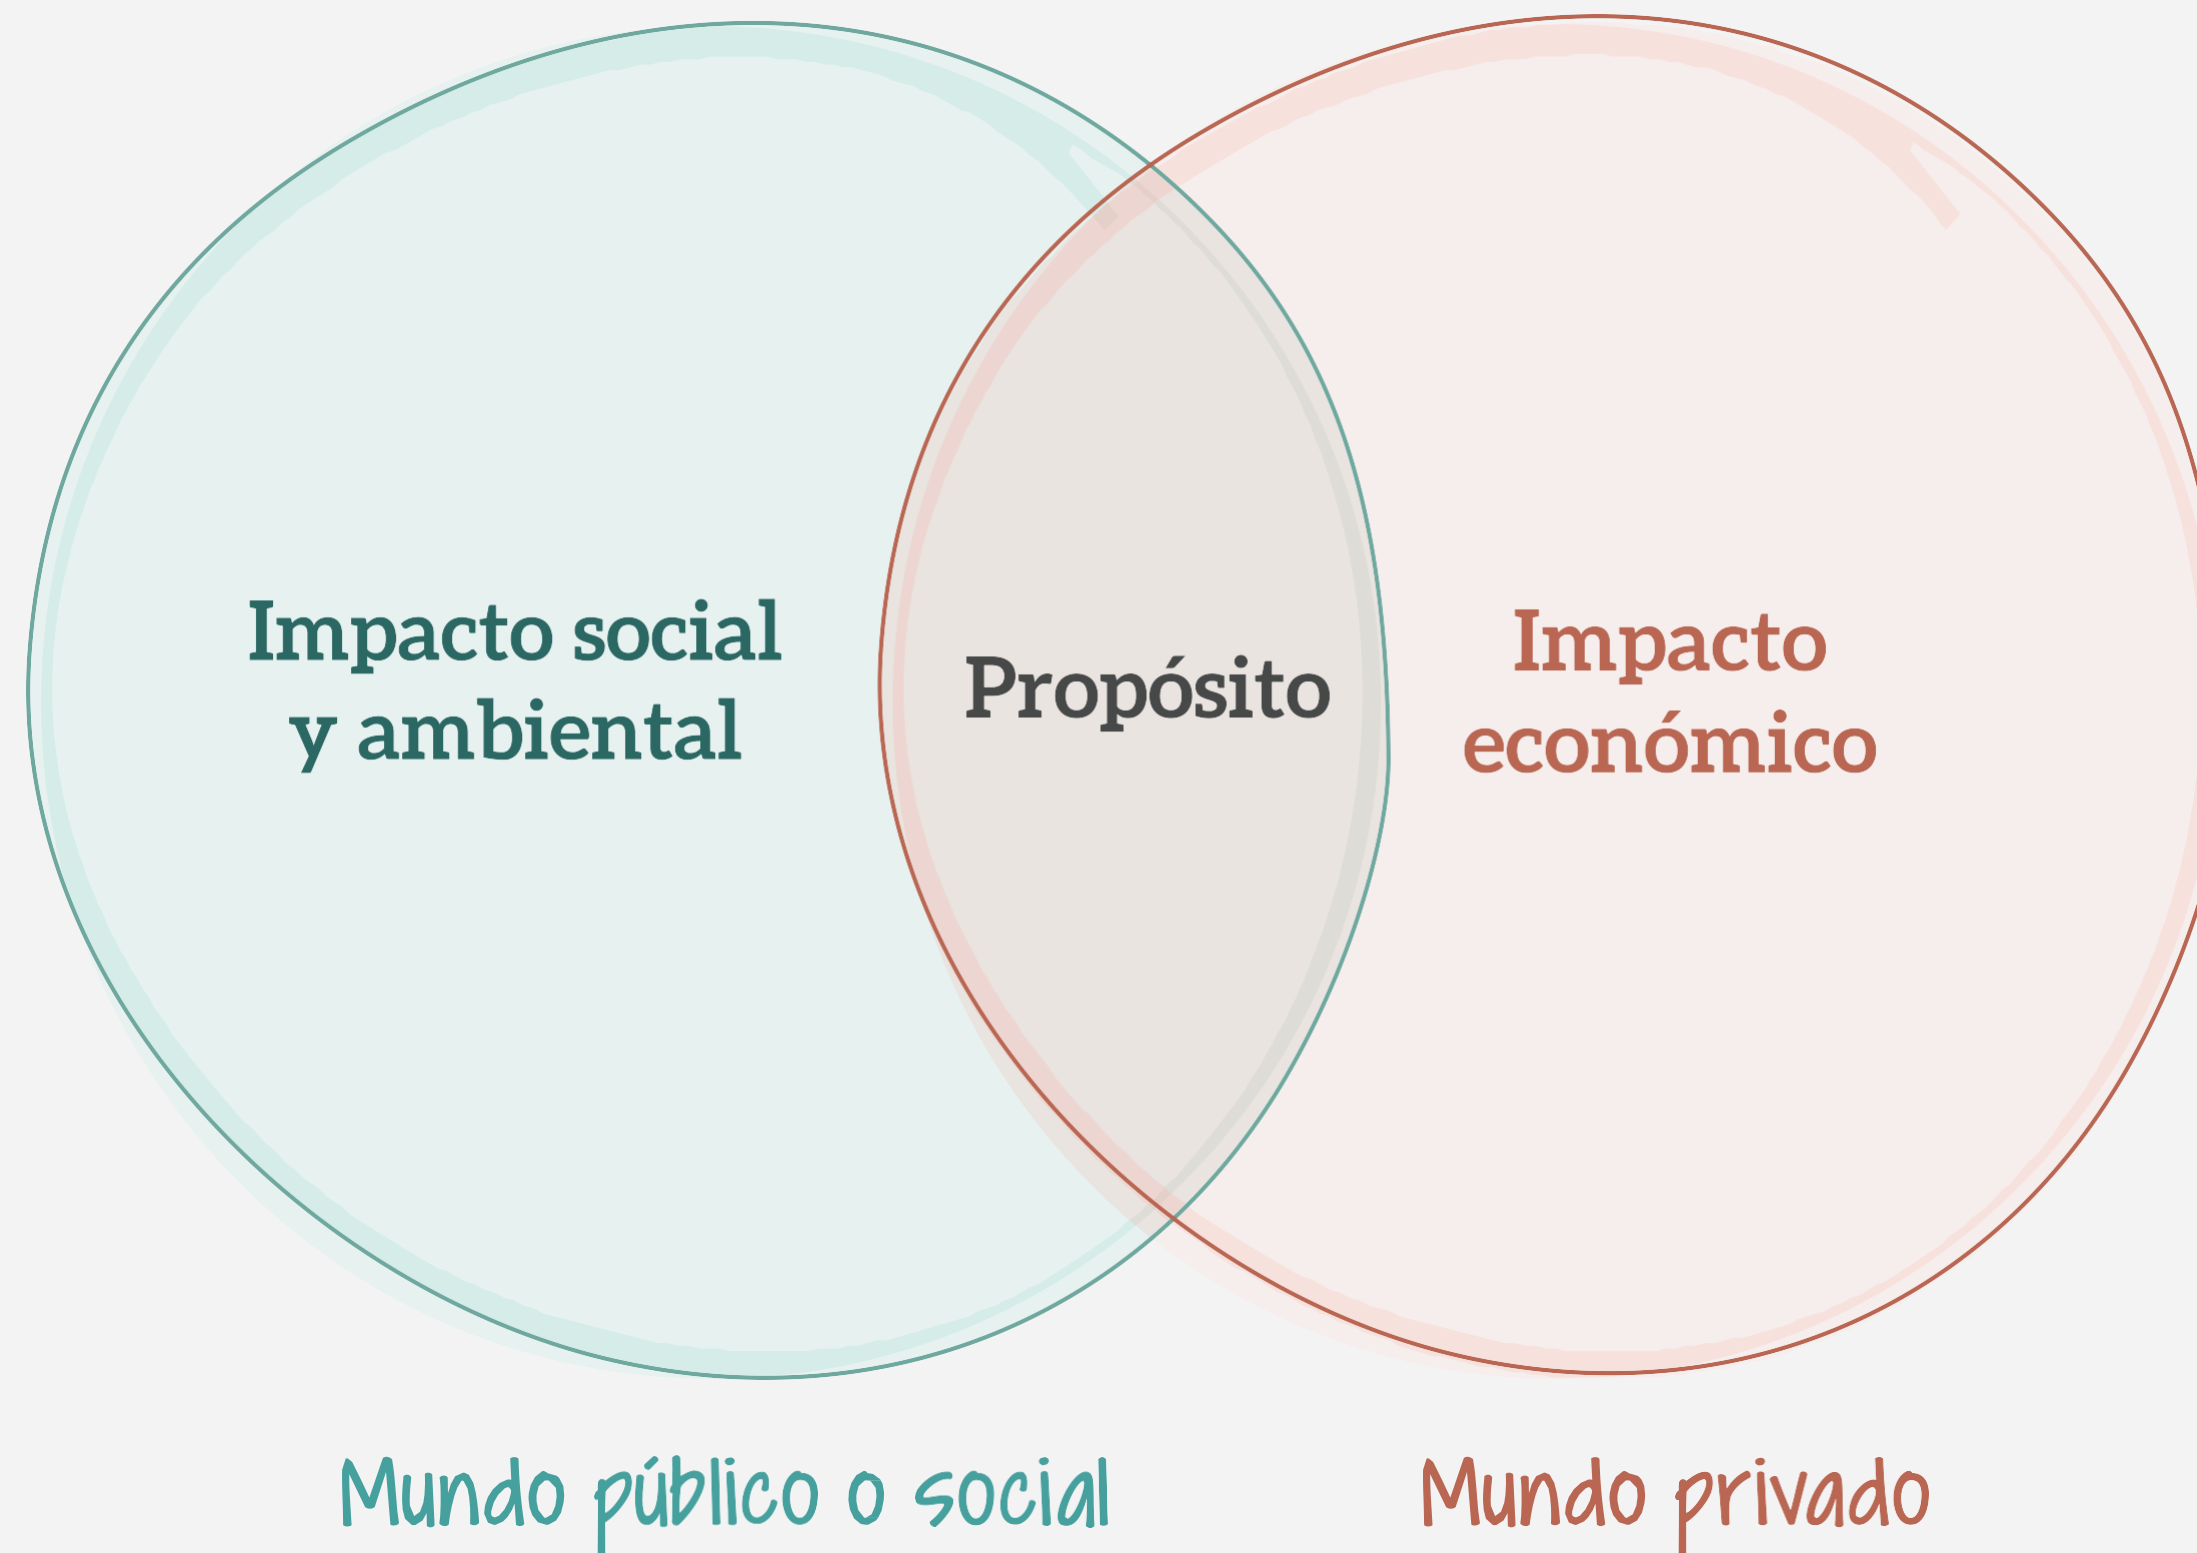 Impacto social
y ambiental
Propósito
Impacto
económico
Mundo público o social
Mundo privado